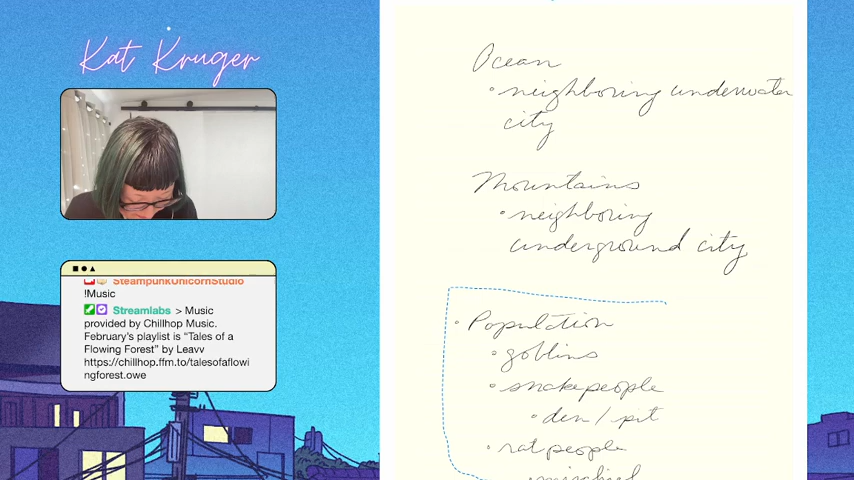 Kat Kruger
SteampunkUnicornStudio
!Music
Streamlabs > Music
provided by Chillhop Music.
February's playlist is "Tales of a
Flowing Forest" by Leavv
https://chillhop.ffm.to/talesofaflowi
ngforest.owe
Ocean
• neighboring underwater
city
Mountains
• neighboring
underground city
• Population
• goblins
• snakepeople
• den / pit
• ratpeople